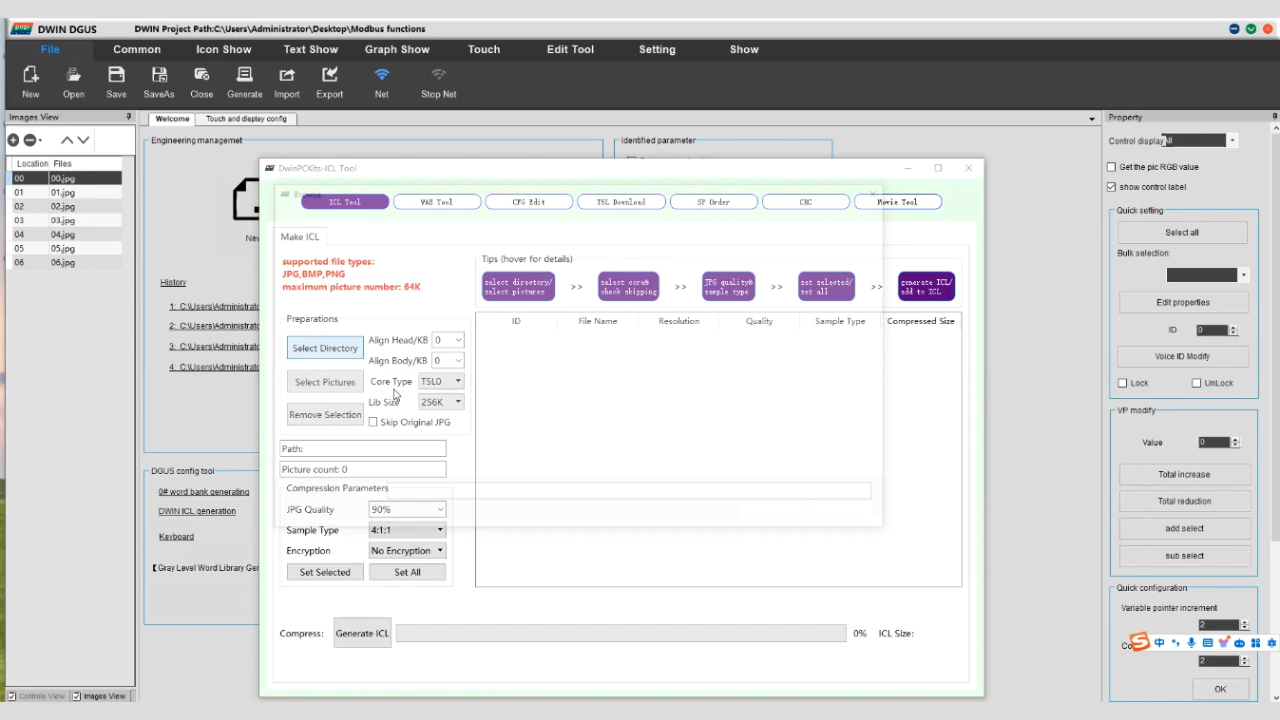 DWIN DGUS DWIN Project Path:C:\Users\Administrator\Desktop\Modbus functions
File Common Icon Show Text Show Graph Show Touch Edit Tool Setting Show
New Open Save SaveAs Close Generate Import Export Net Stop Net
Images View
Location Files
00 00.jpg
01 01.jpg
02 02.jpg
03 03.jpg
04 04.jpg
05 05.jpg
06 06.jpg
Controls View Images View
Welcome Touch and display config
Engineering managemet
Identified parameter
New
History
1: C:\Users\Administrato
2: C:\Users\Administrato
3: C:\Users\Administrato
4: C:\Users\Administrato
DGUS config tool
0# word bank generating
DWIN ICL generation
Keyboard
【Gray Level Word Library Ger
DwinPCKits-ICL Tool
ICL Tool WAE Tool CFG Edit T5L Download SP Order CRC Movie Tool
Make ICL
supported file types:
JPG,BMP,PNG
maximum picture number: 64K
Tips (hover for details)
select directory/
select pictures
>>
select core&
check shipping
>>
JPG quality&
sample type
>>
set selected/
set all
>>
generate ICL/
add to ICL
ID File Name Resolution Quality Sample Type Compressed Size
Preparations
Select Directory Align Head/KB 0
Align Body/KB 0
Select Pictures Core Type T5L0
Lib Size 256K
Remove Selection Skip Original JPG
Path:
Picture count: 0
Compression Parameters
JPG Quality 90%
Sample Type 4:1:1
Encryption No Encryption
Set Selected Set All
Compress: Generate ICL 0% ICL Size:
Property
Control display
Get the pic RGB value
show control label
Quick setting
Select all
Bulk selection:
Edit properties
ID 0
Voice ID Modify
Lock UnLock
VP modify
Value 0
Total increase
Total reduction
add select
sub select
Quick configuration
Variable pointer increment
2
中
2
OK